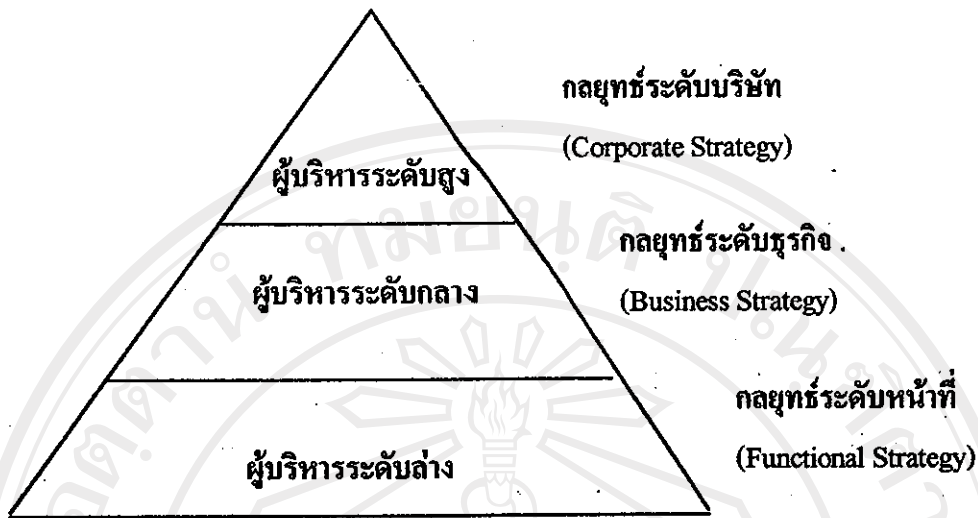 กลยุทธ์ระดับบริษัท
(Corporate Strategy)
ผู้บริหารระดับสูง
กลยุทธ์ระดับธุรกิจ .
(Business Strategy)
ผู้บริหารระดับกลาง
กลยุทธ์ระดับหน้าที่
(Functional Strategy)
ผู้บริหารระดับล่าง